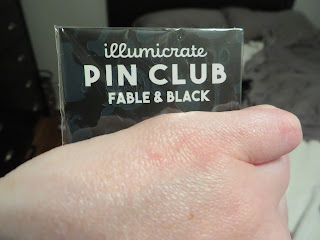 illumicrate
PIN CLUB
FABLE & BLACK